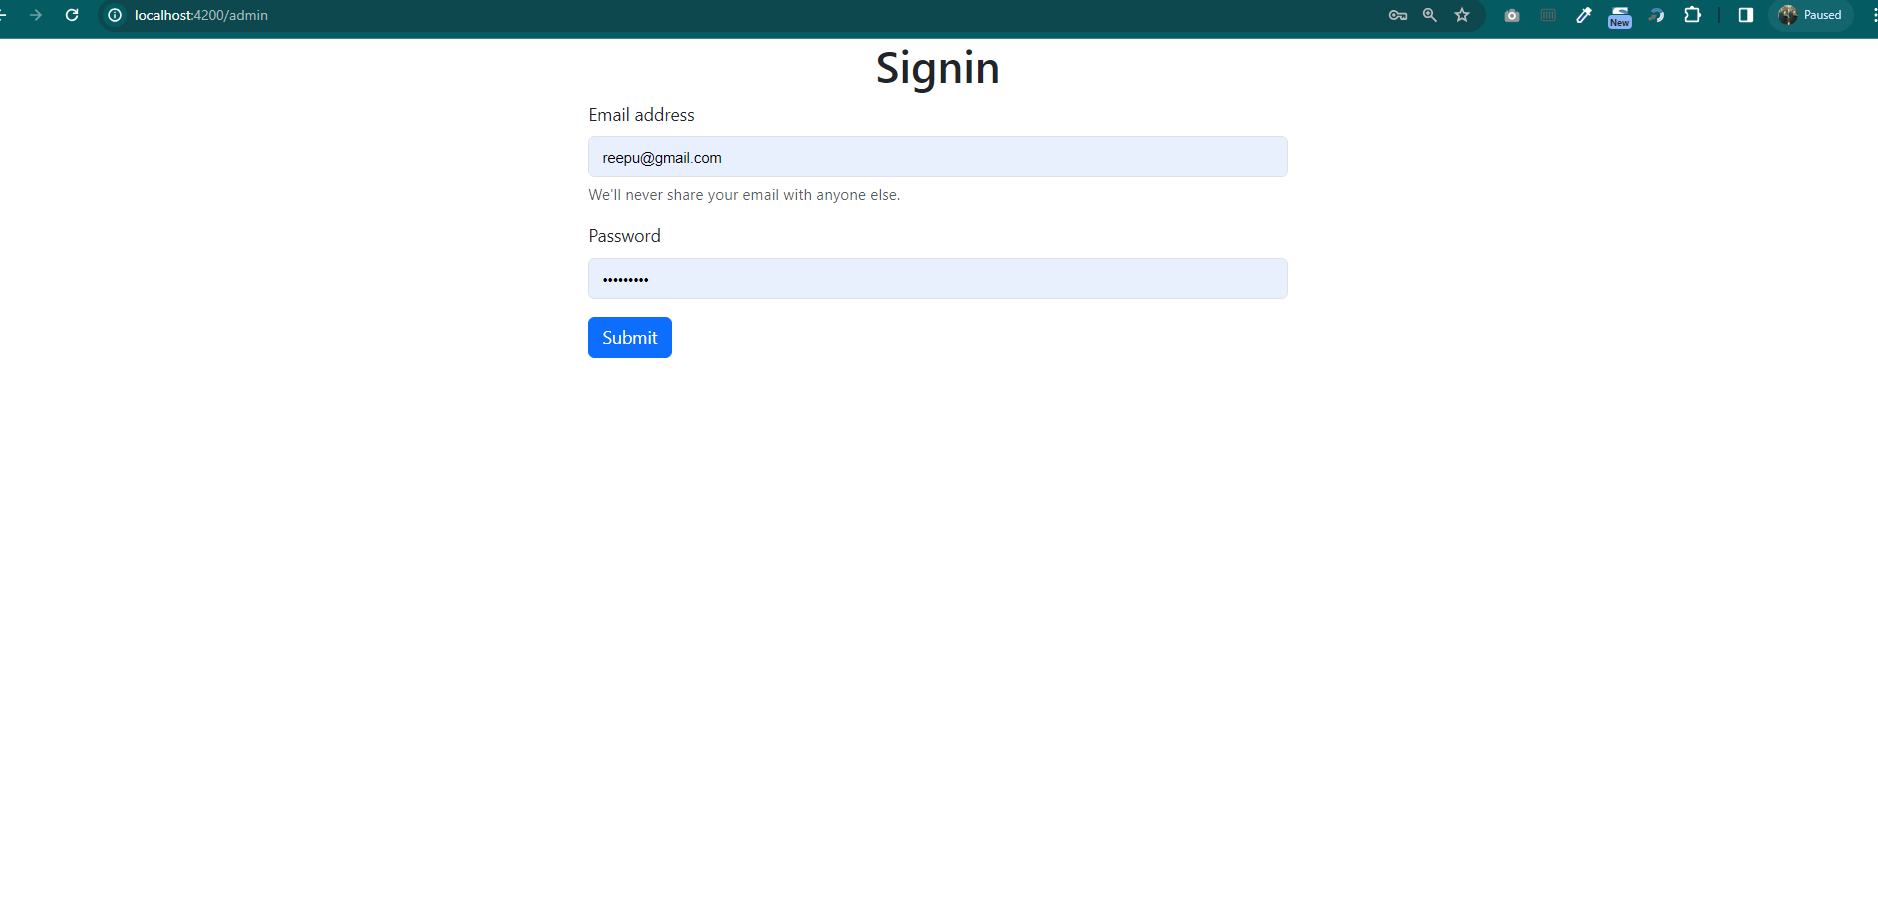 localhost:4200/admin
New
Paused
Signin
Email address
reepu@gmail.com
We'll never share your email with anyone else.
Password
•••••••••
Submit